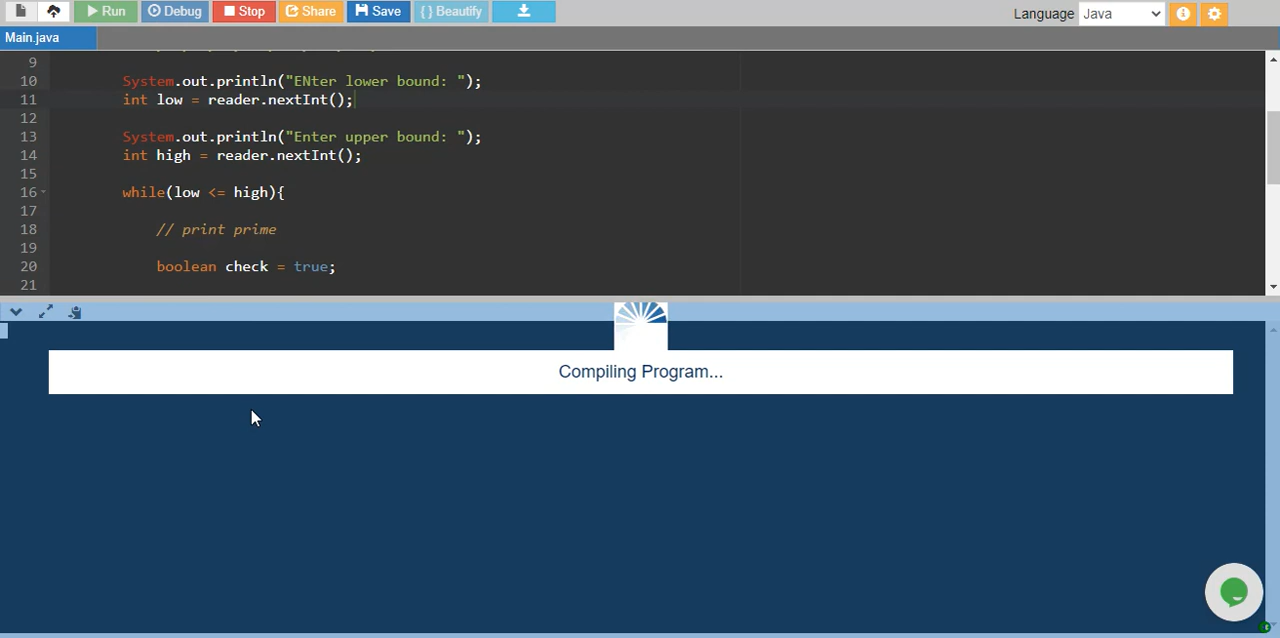 Run Debug Stop Share Save { } Beautify Language Java
Main.java
9
10 System.out.println("ENter lower bound: ");
11 int low = reader.nextInt();
12
13 System.out.println("Enter upper bound: ");
14 int high = reader.nextInt();
15
16 while(low <= high){
17
18 // print prime
19
20 boolean check = true;
21
Compiling Program...